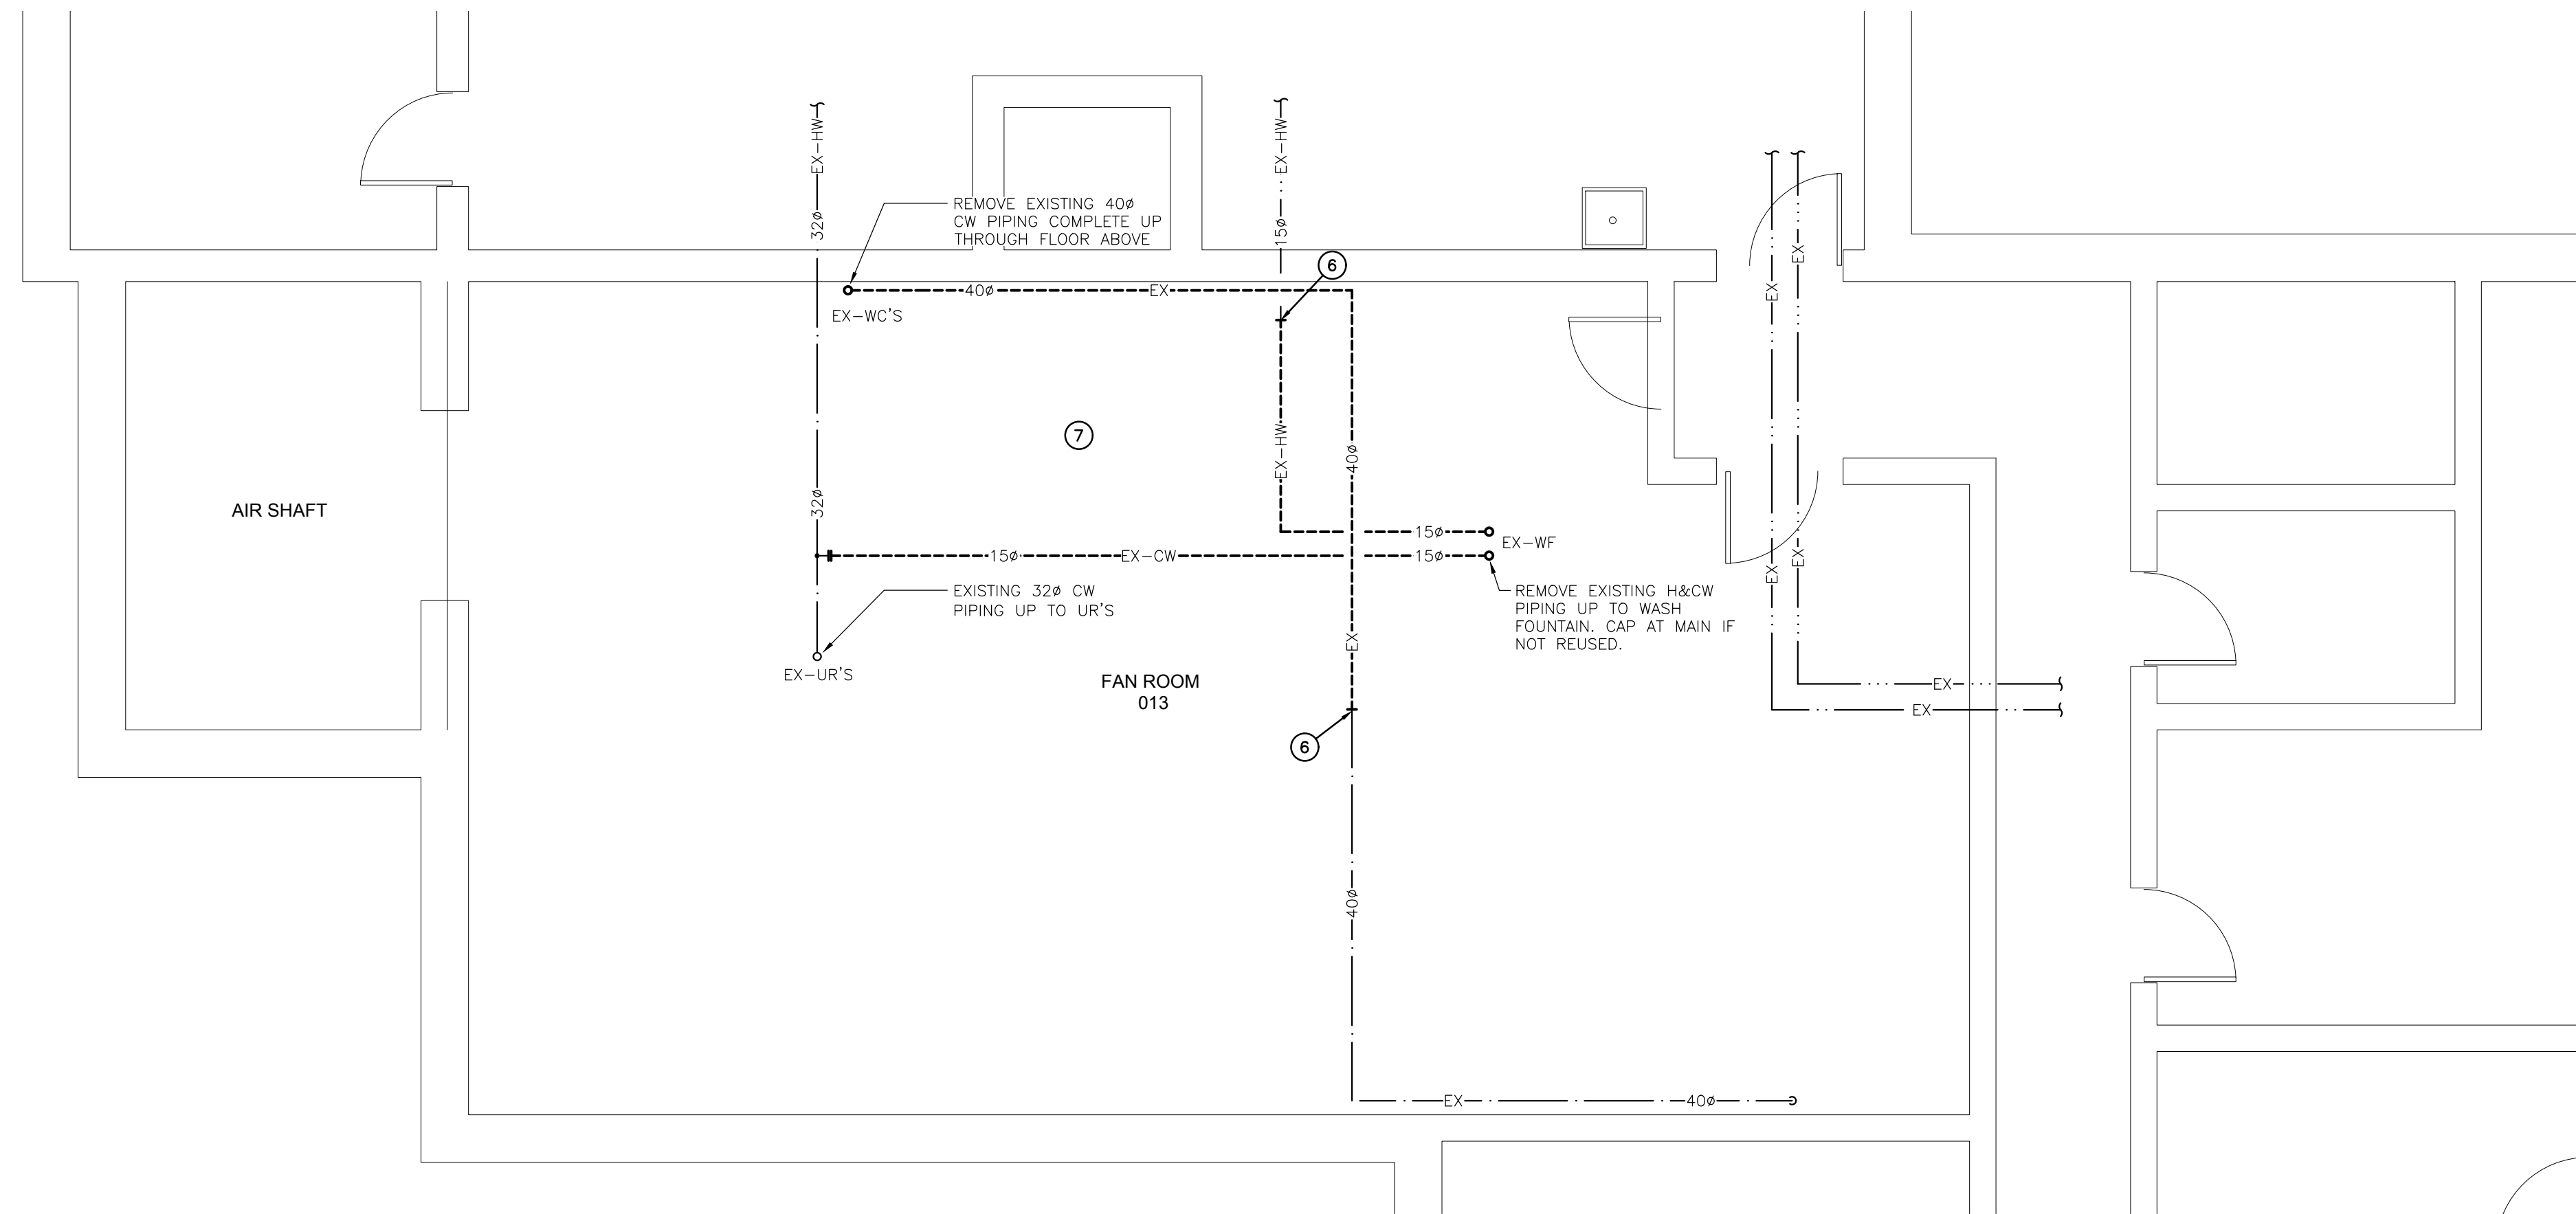 EX-HW
EX-HW
32ø
15ø
REMOVE EXISTING 40ø
CW PIPING COMPLETE UP
THROUGH FLOOR ABOVE
6
EX
EX
40ø
EX
EX-WC'S
7
EX-HW
40ø
32ø
AIR SHAFT
15ø
EX-WF
15ø
EX-CW
15ø
EX
EX
EXISTING 32ø CW
PIPING UP TO UR'S
REMOVE EXISTING H&CW
PIPING UP TO WASH
FOUNTAIN. CAP AT MAIN IF
NOT REUSED.
EX
EX-UR'S
FAN ROOM
013
EX
EX
6
40ø
EX
40ø